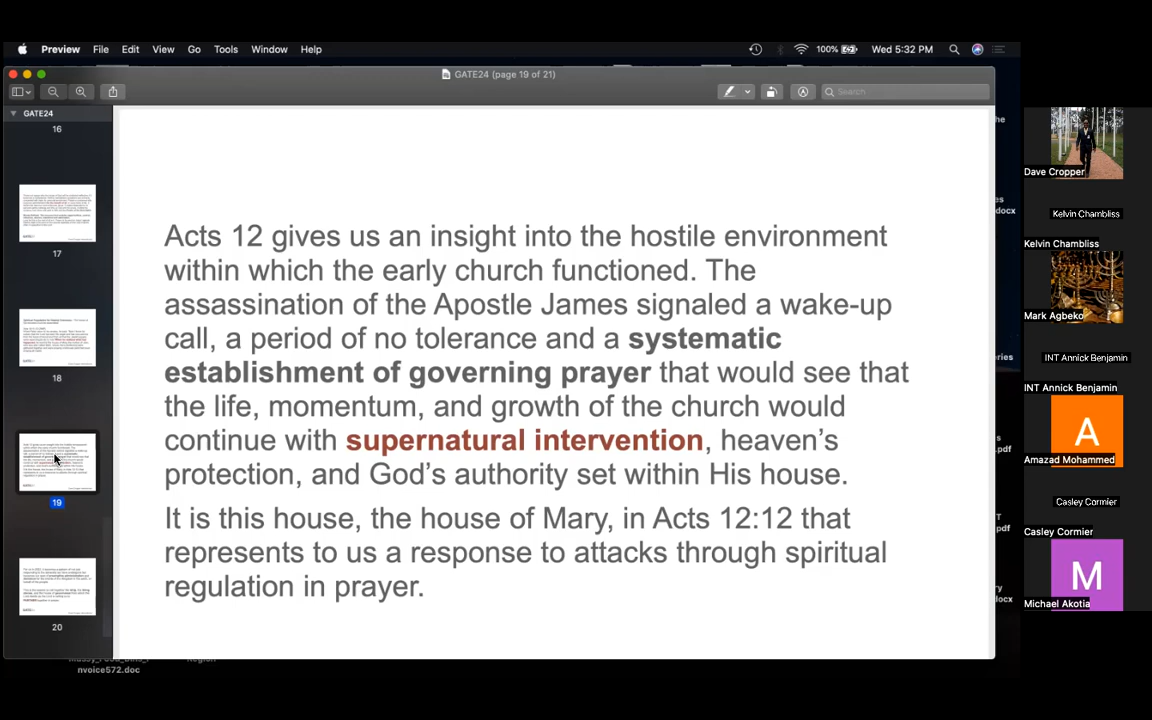 Preview File Edit View Go Tools Window Help
100% Wed 5:32 PM
GATE24 (page 19 of 21)
Search
GATE24
16
17
18
19
20
Acts 12 gives us an insight into the hostile environment
within which the early church functioned. The
assassination of the Apostle James signaled a wake-up
call, a period of no tolerance and a systematic
establishment of governing prayer that would see that
the life, momentum, and growth of the church would
continue with supernatural intervention, heaven's
protection, and God's authority set within His house.
It is this house, the house of Mary, in Acts 12:12 that
represents to us a response to attacks through spiritual
regulation in prayer.
nvoice572.doc
Dave Cropper
Kelvin Chambliss
Kelvin Chambliss
Mark Agbeko
INT Annick Benjamin
INT Annick Benjamin
A
Amazad Mohammed
Casley Cormier
Casley Cormier
M
Michael Akotia